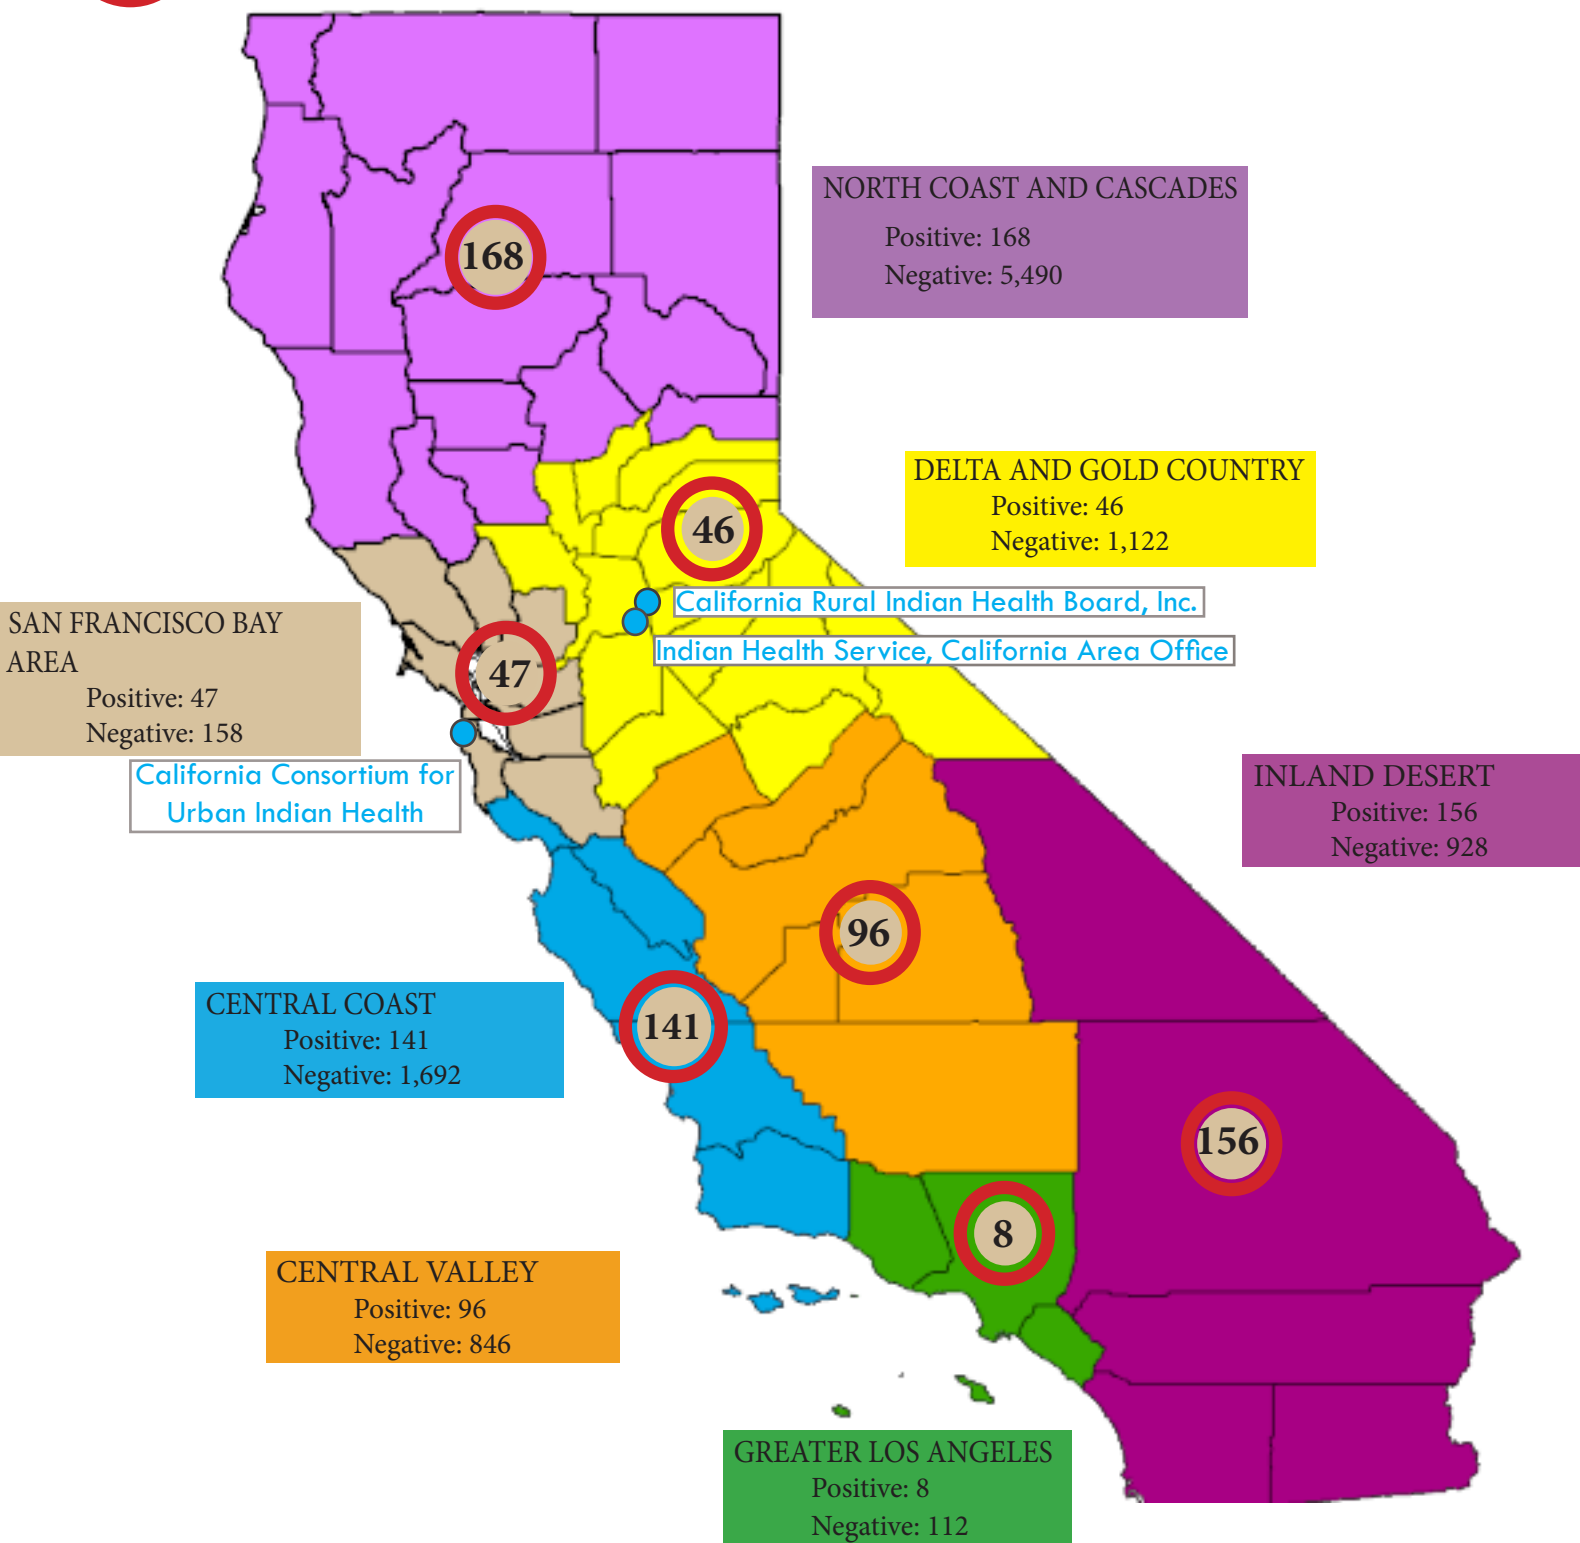 NORTH COAST AND CASCADES
Positive: 168
Negative: 5,490
168
DELTA AND GOLD COUNTRY
Positive: 46
Negative: 1,122
46
California Rural Indian Health Board, Inc.
Indian Health Service, California Area Office
SAN FRANCISCO BAY
AREA
Positive: 47
Negative: 158
47
California Consortium for
Urban Indian Health
INLAND DESERT
Positive: 156
Negative: 928
96
CENTRAL COAST
Positive: 141
Negative: 1,692
141
156
8
CENTRAL VALLEY
Positive: 96
Negative: 846
GREATER LOS ANGELES
Positive: 8
Negative: 112